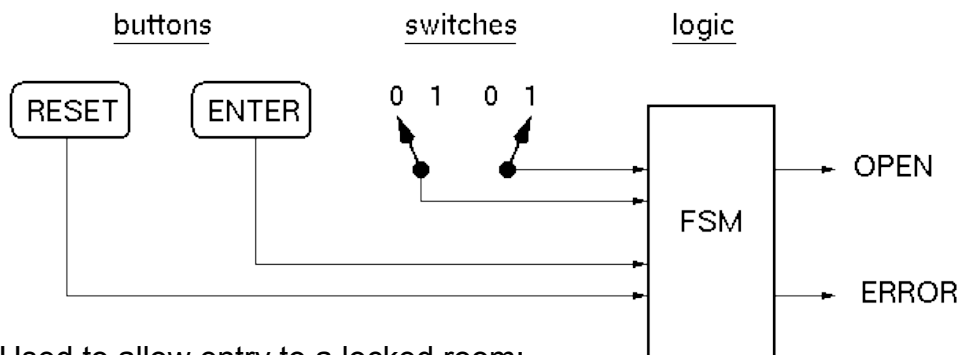 buttons switches logic
RESET ENTER 0 1 0 1
OPEN
FSM
ERROR
Used to allow entry to a locked room: